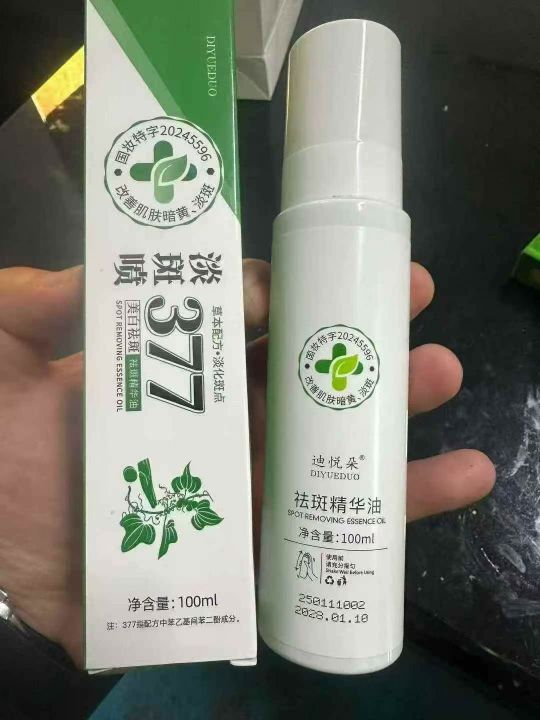 DIYUEDUO
国妆特字20245596
改善肌肤暗黄、淡斑
淡斑喷
377
草本配方·淡化斑点
美白祛斑 祛斑精华油
SPOT REMOVING ESSENCE OIL
净含量:100ml
注:377指配方中苯乙基间苯二酚成分。
国妆特字20245596
改善肌肤暗黄、淡斑
迪悦朵®
DIYUEDUO
祛斑精华油
SPOT REMOVING ESSENCE OIL
净含量:100ml
使用前
请充分摇匀
Shake Well Before Using
250111002
2028.01.10